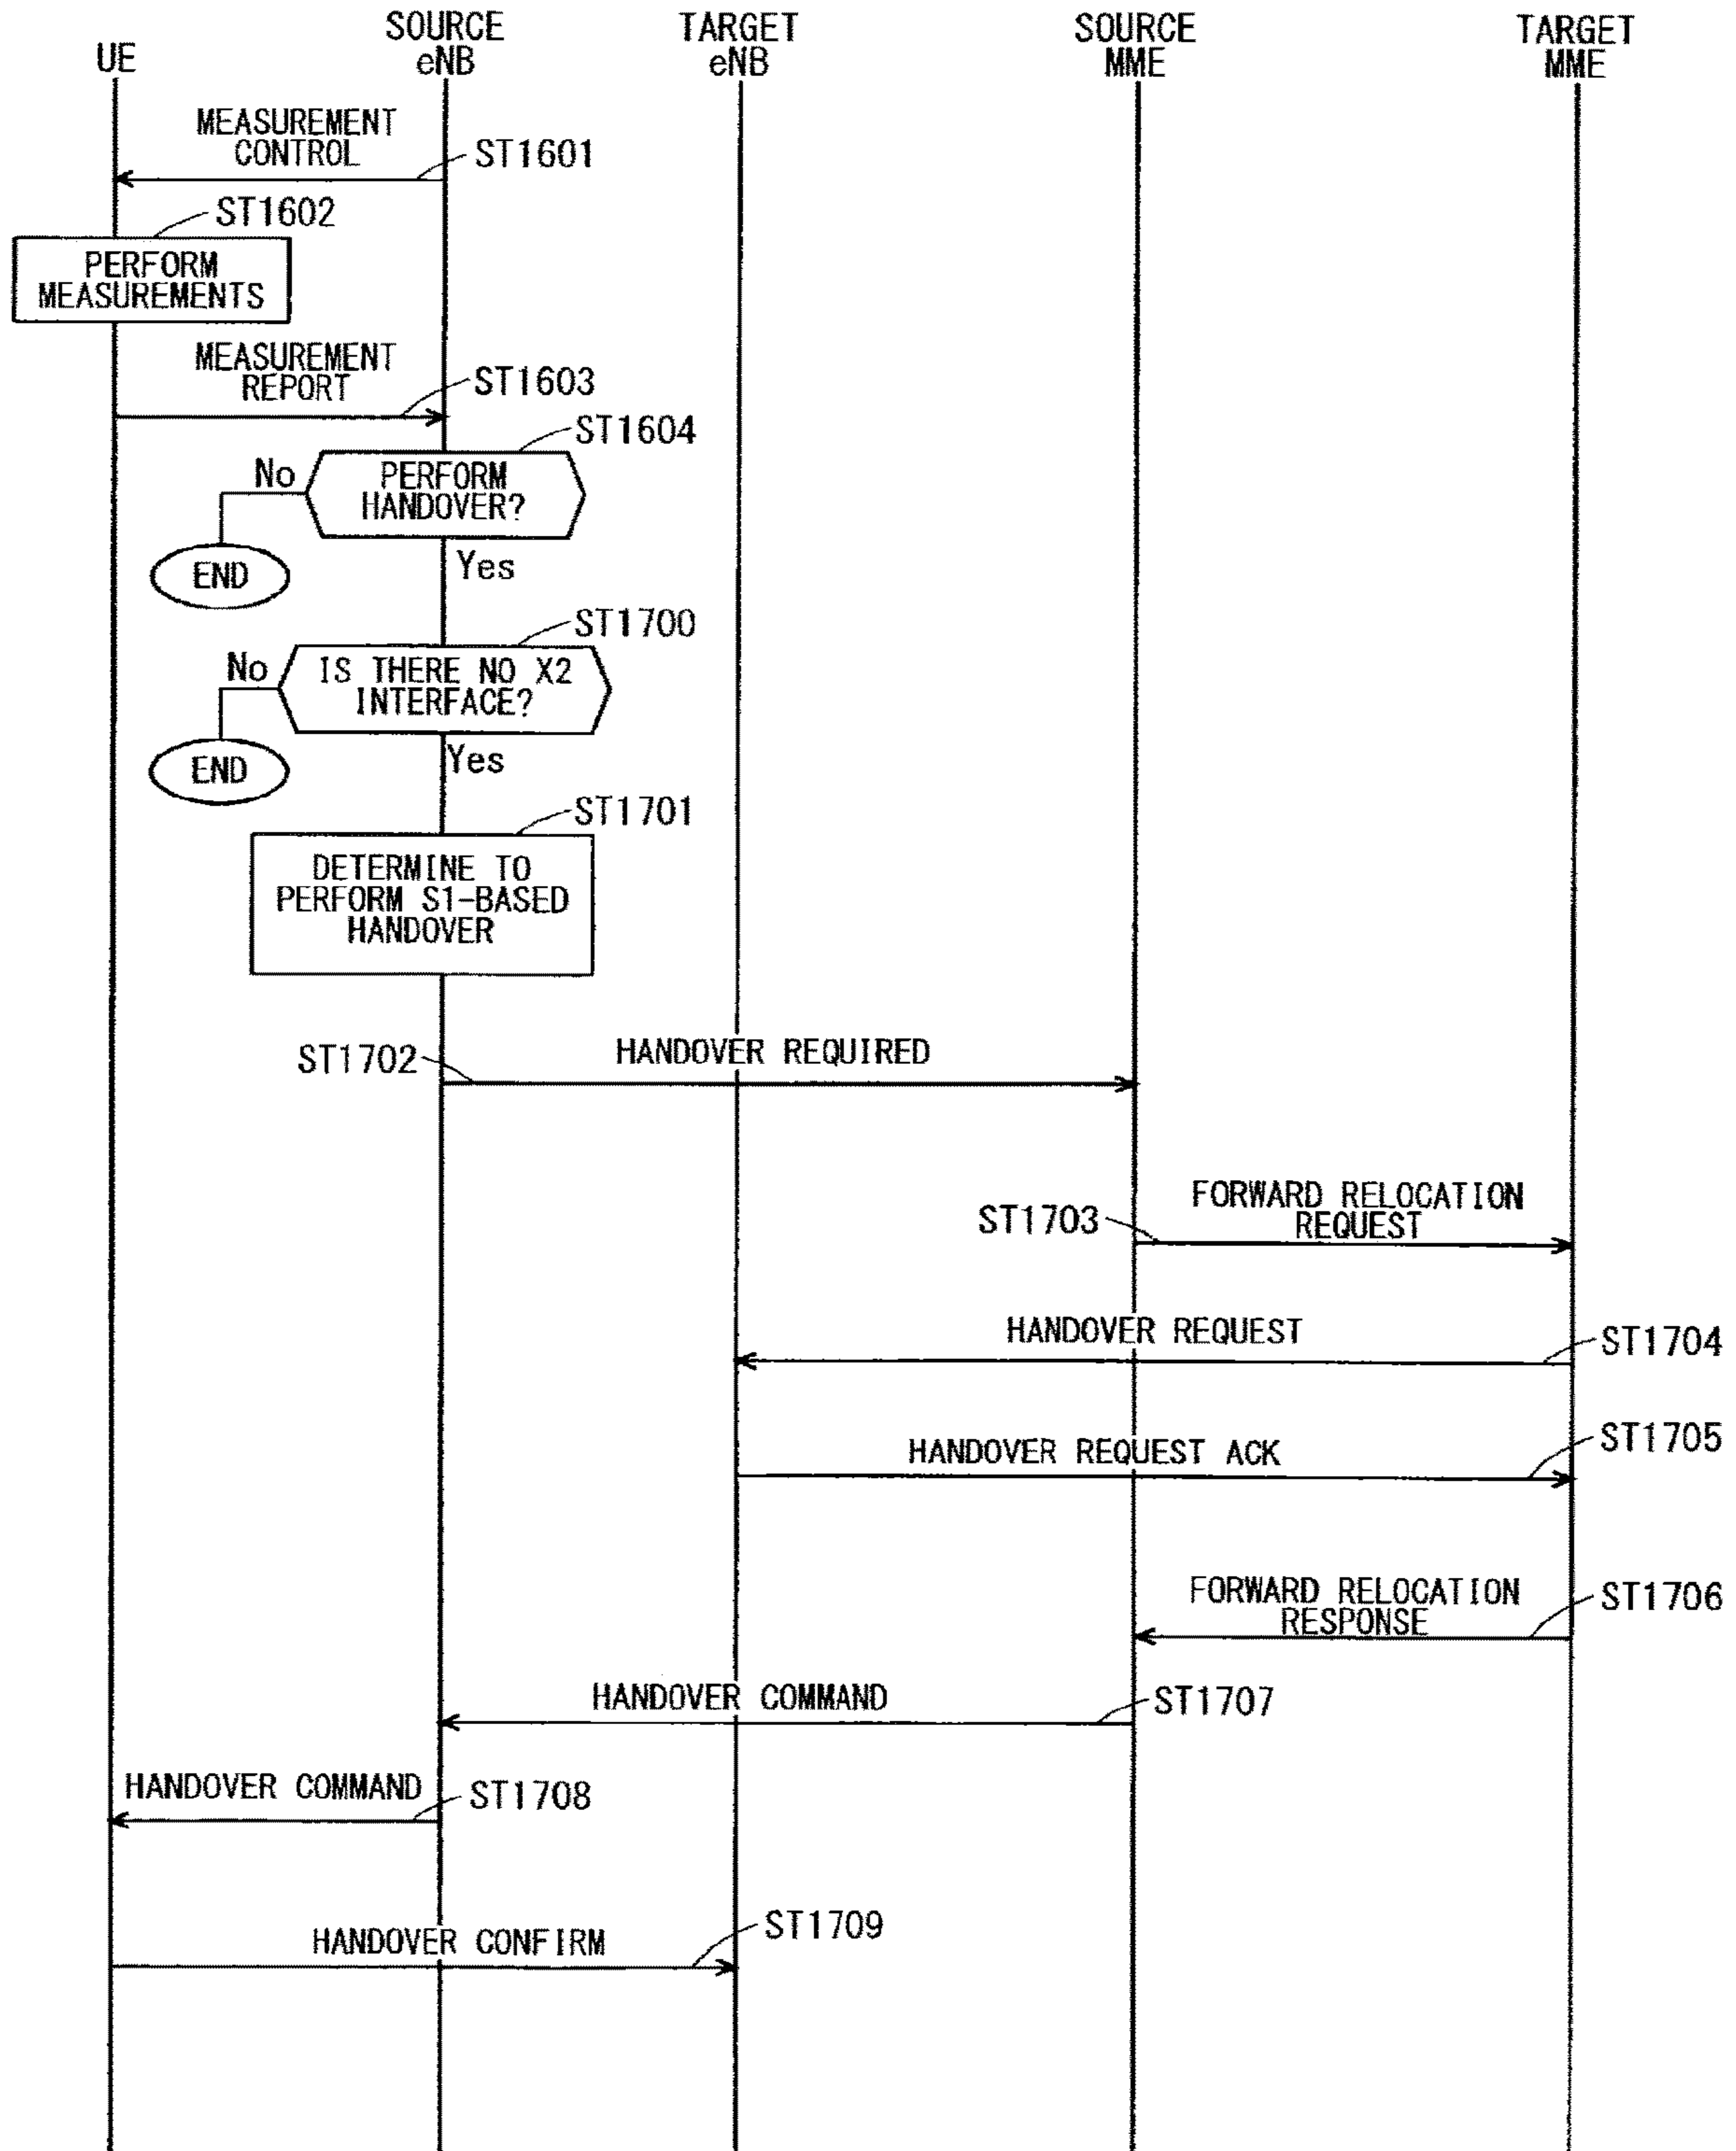 UE
SOURCE
eNB
TARGET
eNB
SOURCE
MME
TARGET
MME
MEASUREMENT
CONTROL
ST1601
ST1602
PERFORM
MEASUREMENTS
MEASUREMENT
REPORT
ST1603
ST1604
No
PERFORM
HANDOVER?
END
Yes
ST1700
No
IS THERE NO X2
INTERFACE?
END
Yes
ST1701
DETERMINE TO
PERFORM S1-BASED
HANDOVER
ST1702
HANDOVER REQUIRED
ST1703
FORWARD RELOCATION
REQUEST
HANDOVER REQUEST
ST1704
HANDOVER REQUEST ACK
ST1705
FORWARD RELOCATION
RESPONSE
ST1706
HANDOVER COMMAND
ST1707
HANDOVER COMMAND
ST1708
HANDOVER CONFIRM
ST1709